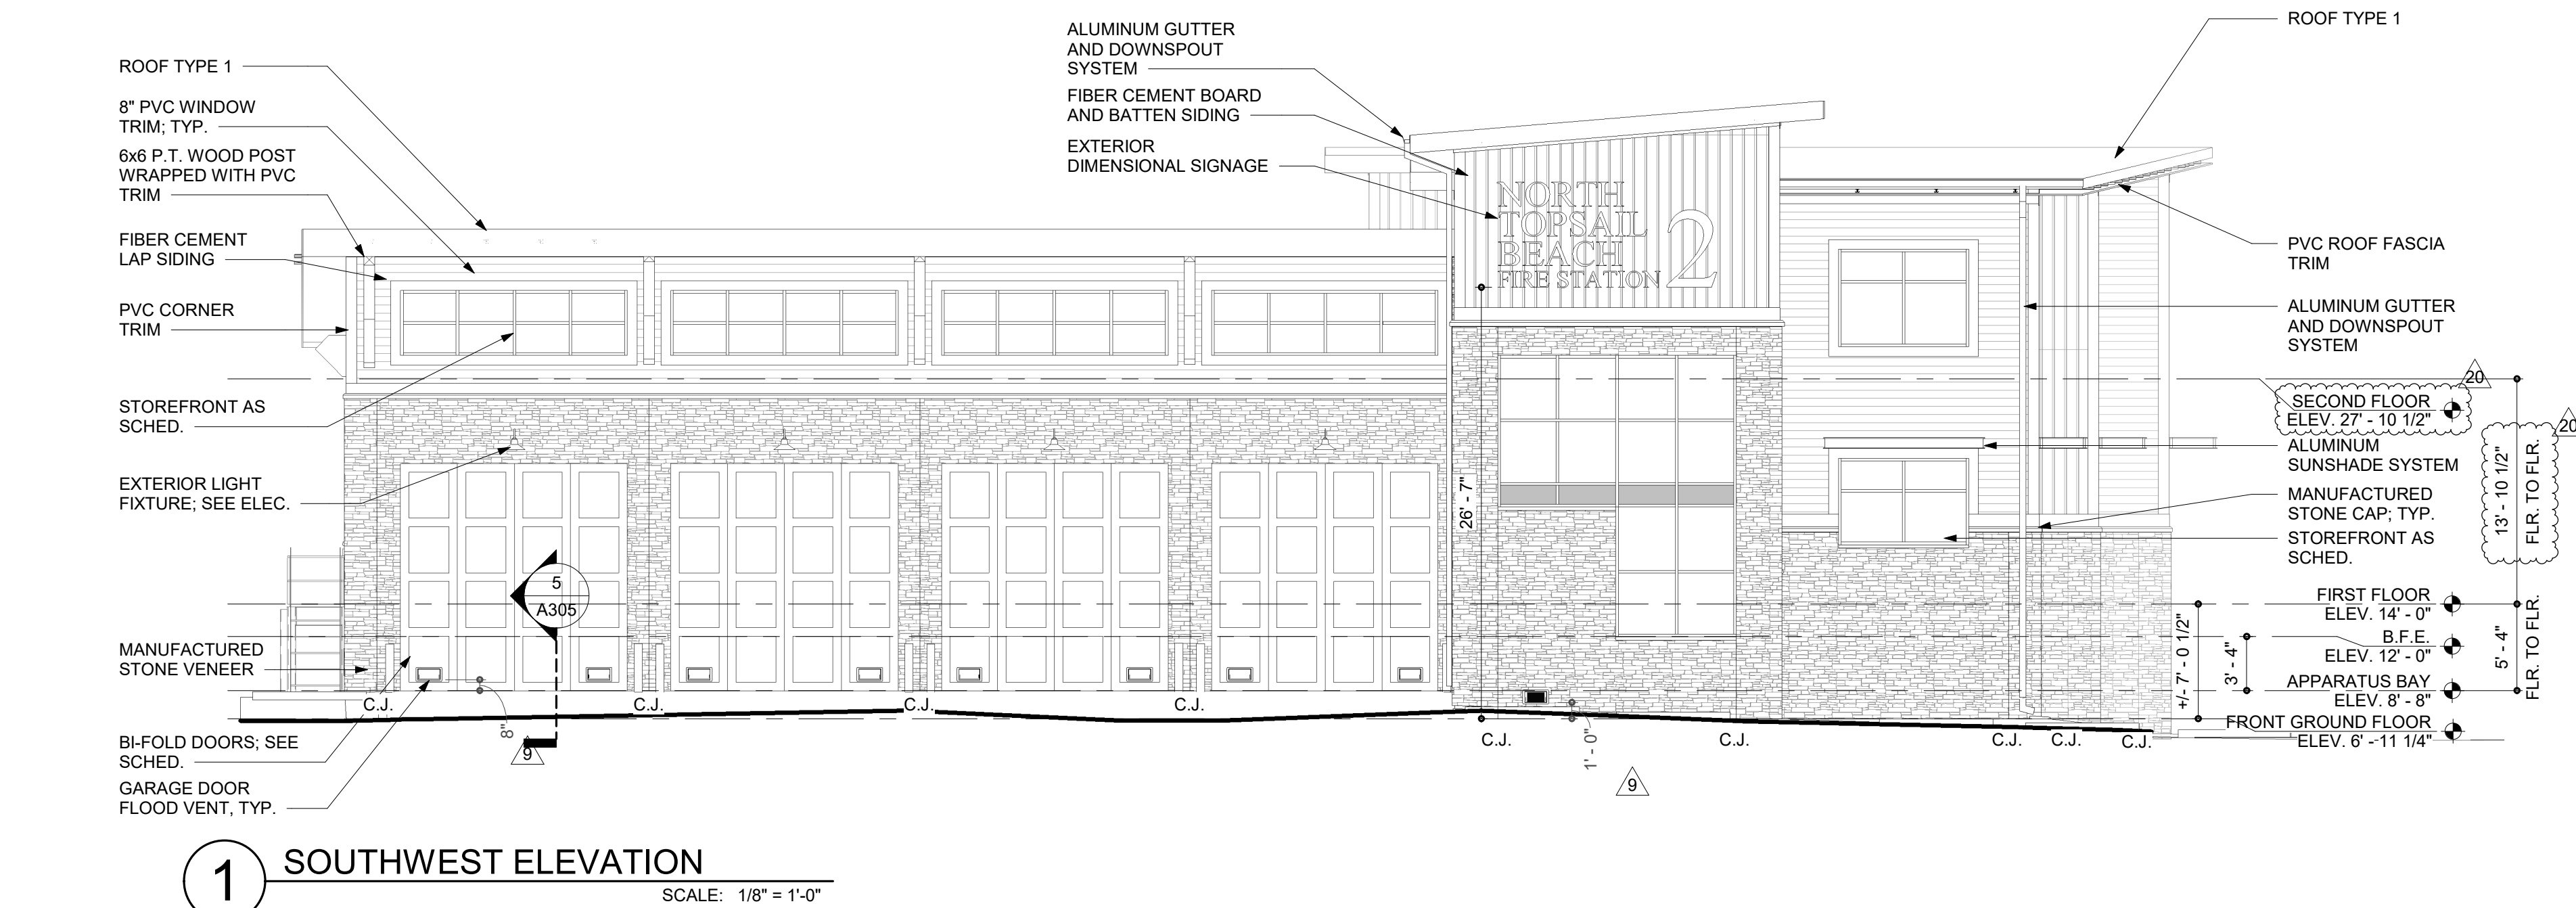 ROOF TYPE 1
8" PVC WINDOW
TRIM; TYP.
6x6 P.T. WOOD POST
WRAPPED WITH PVC
TRIM
FIBER CEMENT
LAP SIDING
PVC CORNER
TRIM
STOREFRONT AS
SCHED.
EXTERIOR LIGHT
FIXTURE; SEE ELEC.
MANUFACTURED
STONE VENEER
BI-FOLD DOORS; SEE
SCHED.
GARAGE DOOR
FLOOD VENT, TYP.
ALUMINUM GUTTER
AND DOWNSPOUT
SYSTEM
FIBER CEMENT BOARD
AND BATTEN SIDING
EXTERIOR
DIMENSIONAL SIGNAGE
NORTH
TOPSAIL
BEACH
FIRE STATION
2
26' - 7"
5
A305
8"
9
C.J.
C.J.
C.J.
C.J.
C.J.
C.J.
C.J.
C.J.
C.J.
1' - 0"
9
ROOF TYPE 1
PVC ROOF FASCIA
TRIM
ALUMINUM GUTTER
AND DOWNSPOUT
SYSTEM
20
SECOND FLOOR
ELEV. 27' - 10 1/2"
20
ALUMINUM
SUNSHADE SYSTEM
MANUFACTURED
STONE CAP; TYP.
STOREFRONT AS
SCHED.
13' - 10 1/2"
FLR. TO FLR.
FIRST FLOOR
ELEV. 14' - 0"
B.F.E.
ELEV. 12' - 0"
APPARATUS BAY
ELEV. 8' - 8"
FRONT GROUND FLOOR
ELEV. 6' - 11 1/4"
+/- 7' - 0 1/2"
3' - 4"
5' - 4"
FLR. TO FLR.
1
SOUTHWEST ELEVATION
SCALE: 1/8" = 1'-0"